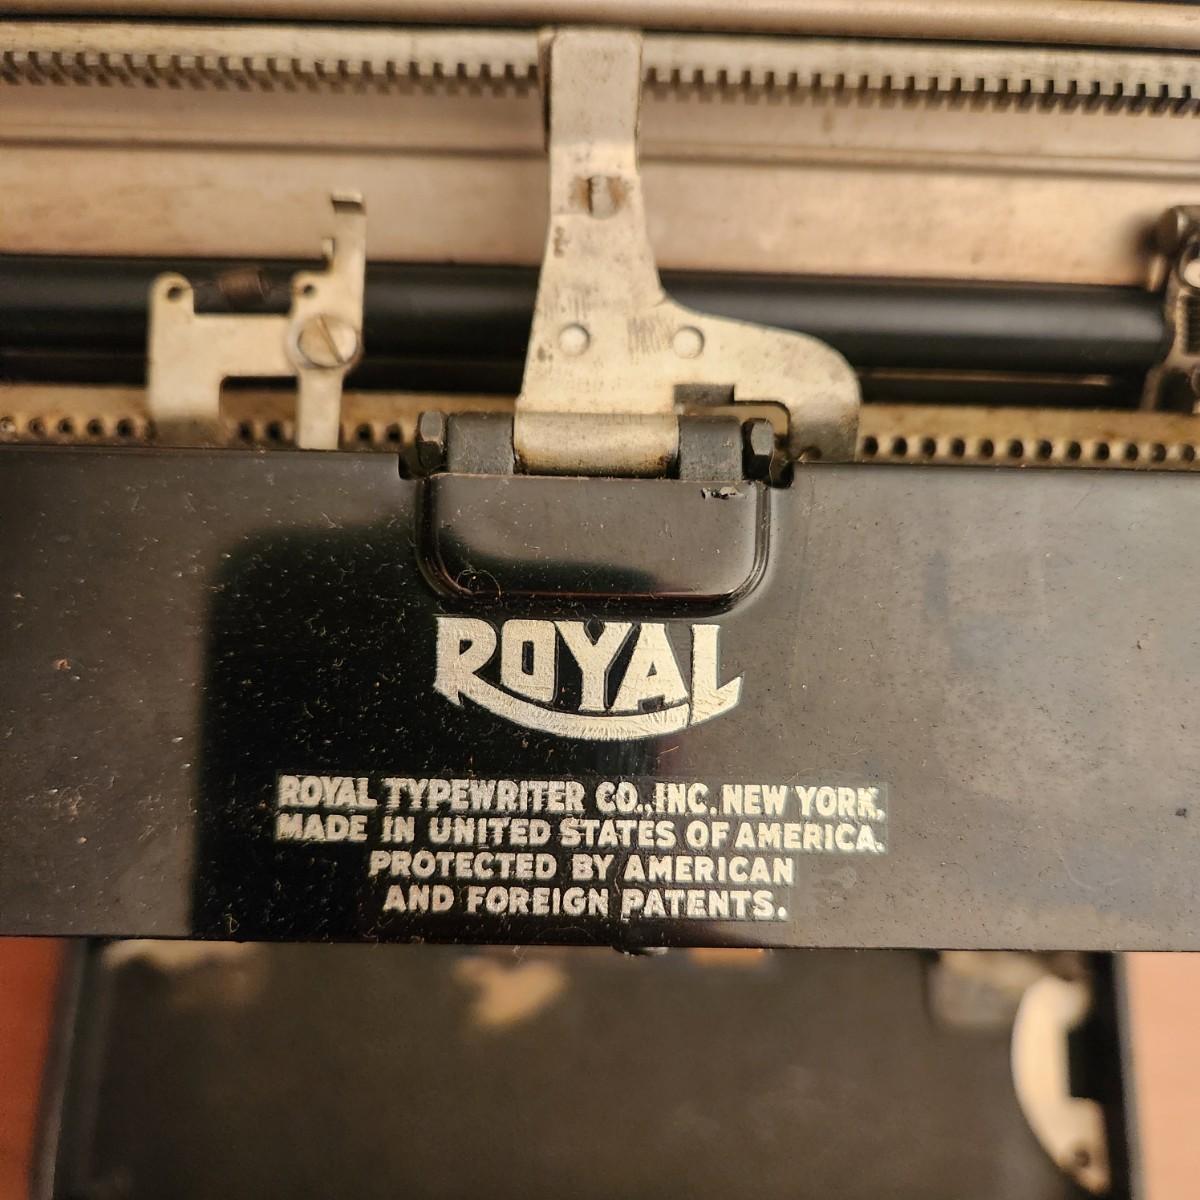 ROYAL
ROYAL TYPEWRITER CO., INC. NEW YORK.
MADE IN UNITED STATES OF AMERICA.
PROTECTED BY AMERICAN
AND FOREIGN PATENTS.